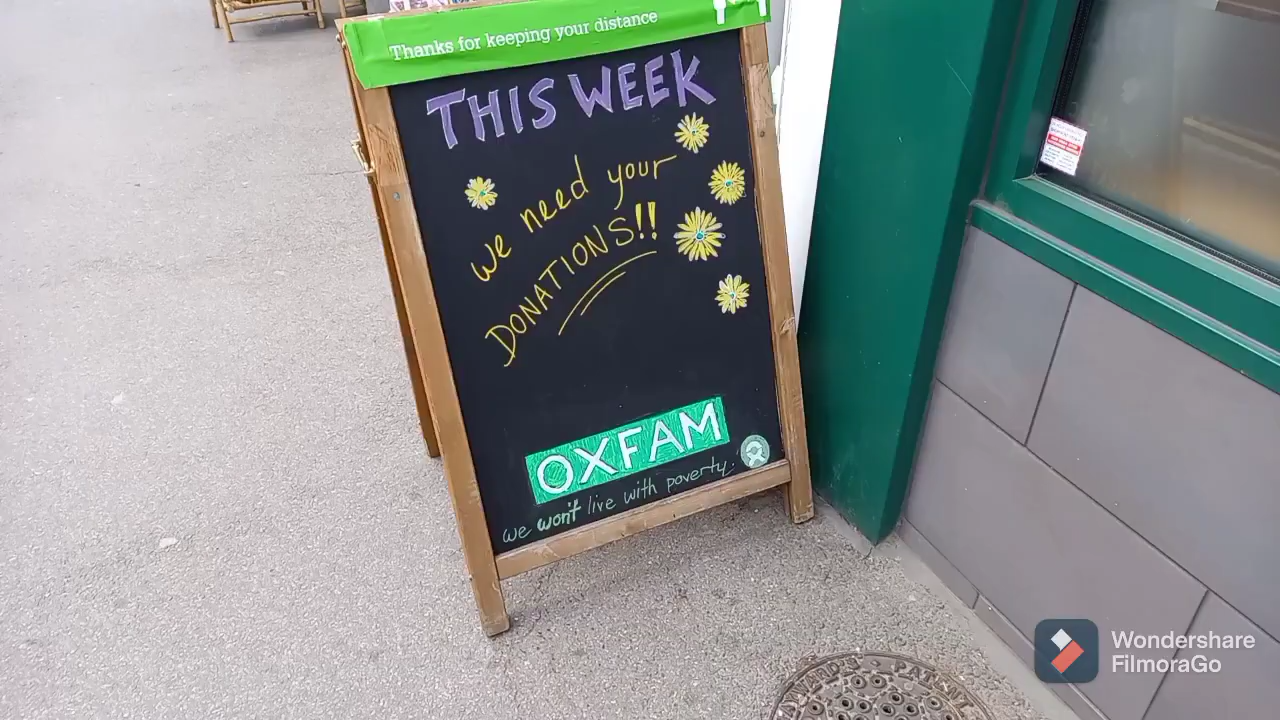 Thanks for keeping your distance
THIS WEEK
we need your
DONATIONS!!
OXFAM
we won't live with poverty.
Wondershare
FilmoraGo